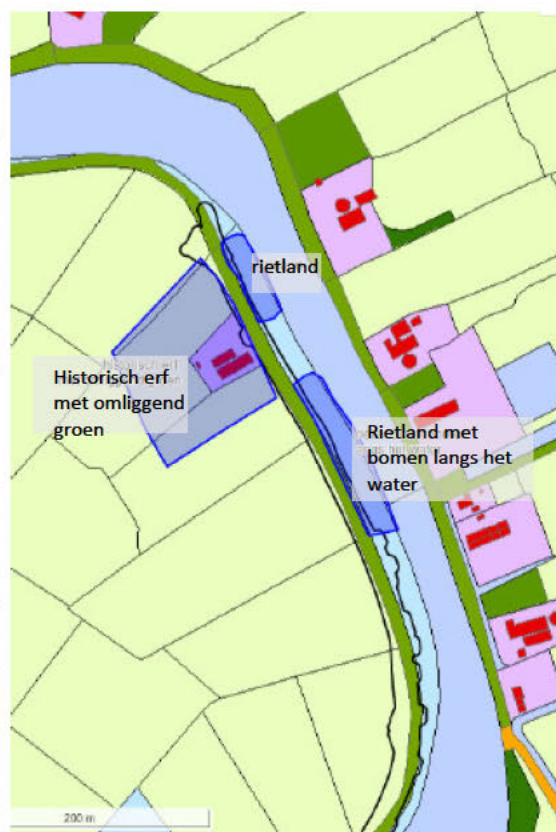 rietland
Historisch erf
met omliggend
groen
Rietland met
bomen langs het
water
200 m